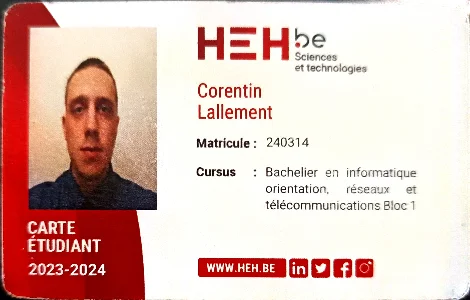 HEH.be
Sciences
et technologies
Corentin
Lallement
Matricule : 240314
Cursus : Bachelier en informatique
orientation, réseaux et
télécommunications Bloc 1
CARTE
ÉTUDIANT
2023-2024
WWW.HEH.BE